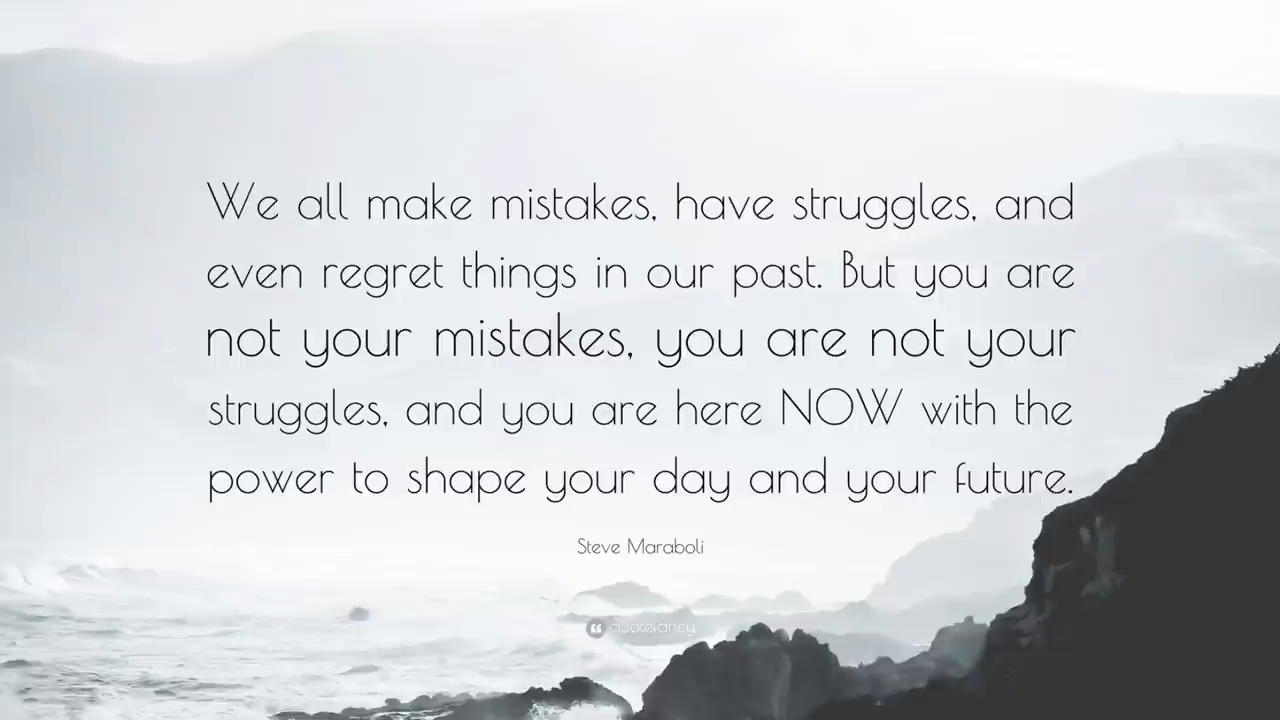 We all make mistakes, have struggles, and
even regret things in our past. But you are
not your mistakes, you are not your
struggles, and you are here NOW with the
power to shape your day and your future.
Steve Maraboli
quotefancy